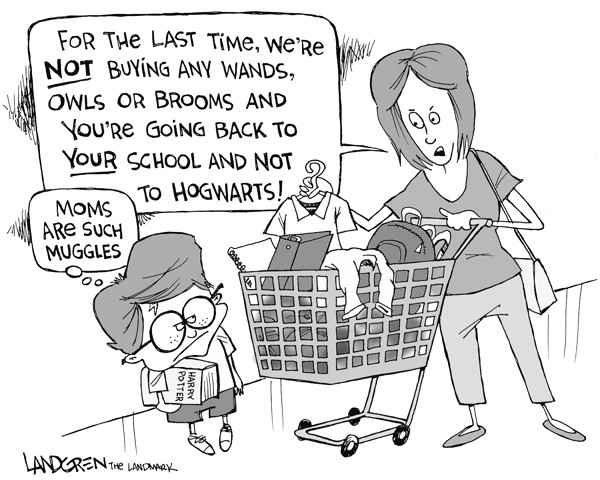 FOR THE LAST TIME, WE'RE
NOT BUYING ANY WANDS,
OWLS OR BROOMS AND
YOU'RE GOING BACK TO
YOUR SCHOOL AND NOT
TO HOGWARTS!
MOMS
ARE SUCH
MUGGLES
HARRY
POTTER
LANDGREN THE LANDMARK